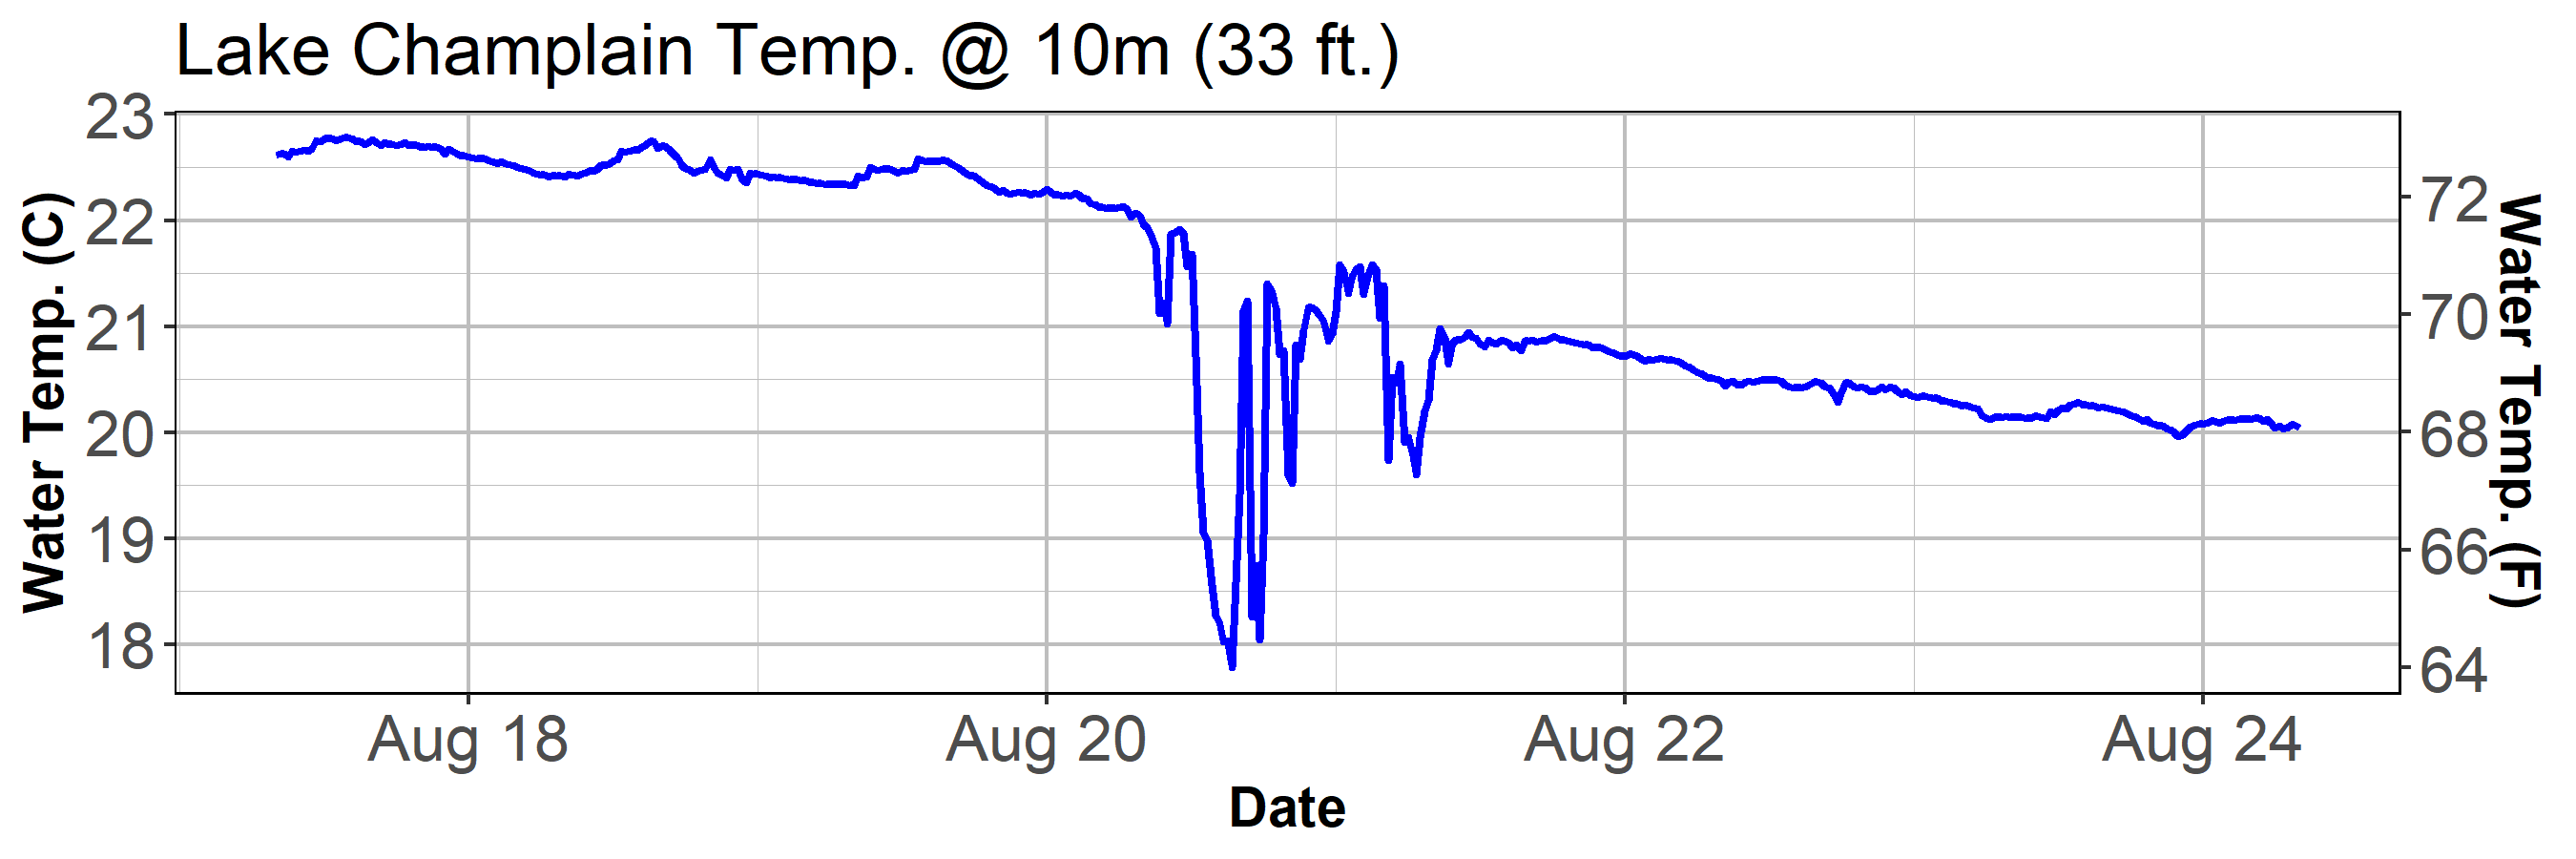 Lake Champlain Temp. @ 10m (33 ft.)
Water Temp. (C)
23
22
21
20
19
18
72
70
68
66
64
Water Temp. (F)
Aug 18
Aug 20
Aug 22
Aug 24
Date